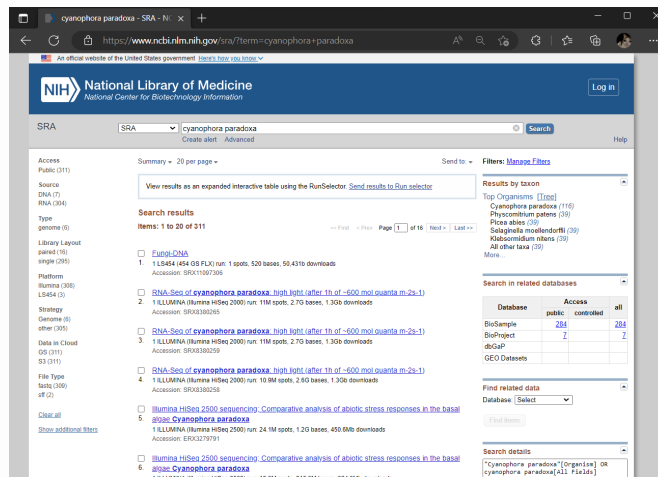 cyanophora paradoxa - SRA - NC
https://www.ncbi.nlm.nih.gov/sra/?term=cyanophora+paradoxa
An official website of the United States government Here's how you know
NIH National Library of Medicine
National Center for Biotechnology Information
Log in
SRA
SRA
cyanophora paradoxa
Search
Create alert Advanced
Help
Access
Public (311)
Source
DNA (7)
RNA (304)
Type
genome (6)
Library Layout
paired (16)
single (295)
Platform
Illumina (308)
LS454 (3)
Strategy
Genome (6)
other (305)
Data in Cloud
GS (311)
S3 (311)
File Type
fastq (309)
sff (2)
Clear all
Show additional filters
Summary 20 per page Send to:
View results as an expanded interactive table using the RunSelector. Send results to Run selector
Search results
Items: 1 to 20 of 311
<< First < Prev Page 1 of 16 Next > Last >>
Fungi-DNA
1. 1 LS454 (454 GS FLX) run: 1 spots, 520 bases, 50,431b downloads
Accession: SRX11097306
RNA-Seq of cyanophora paradoxa: high light (after 1h of ~600 mol quanta m-2s-1)
2. 1 ILLUMINA (Illumina HiSeq 2000) run: 11M spots, 2.7G bases, 1.3Gb downloads
Accession: SRX8380265
RNA-Seq of cyanophora paradoxa: high light (after 1h of ~600 mol quanta m-2s-1)
3. 1 ILLUMINA (Illumina HiSeq 2000) run: 11M spots, 2.7G bases, 1.3Gb downloads
Accession: SRX8380259
RNA-Seq of cyanophora paradoxa: high light (after 1h of ~600 mol quanta m-2s-1)
4. 1 ILLUMINA (Illumina HiSeq 2000) run: 10.9M spots, 2.6G bases, 1.3Gb downloads
Accession: SRX8380258
Illumina HiSeq 2500 sequencing; Comparative analysis of abiotic stress responses in the basal
5. algae Cyanophora paradoxa
1 ILLUMINA (Illumina HiSeq 2500) run: 24.1M spots, 1.2G bases, 450.6Mb downloads
Accession: ERX3279791
Illumina HiSeq 2500 sequencing; Comparative analysis of abiotic stress responses in the basal
6. algae Cyanophora paradoxa
Filters: Manage Filters
Results by taxon
Top Organisms [Tree]
Cyanophora paradoxa (116)
Physcomitrium patens (39)
Picea abies (39)
Selaginella moellendorffii (39)
Klebsormidium nitens (39)
All other taxa (39)
More...
Search in related databases
Database Access all
public controlled
BioSample 284 284
BioProject 7 7
dbGaP
GEO Datasets
Find related data
Database: Select
Find items
Search details
"Cyanophora paradoxa"[Organism] OR
cyanophora paradoxa[All Fields]